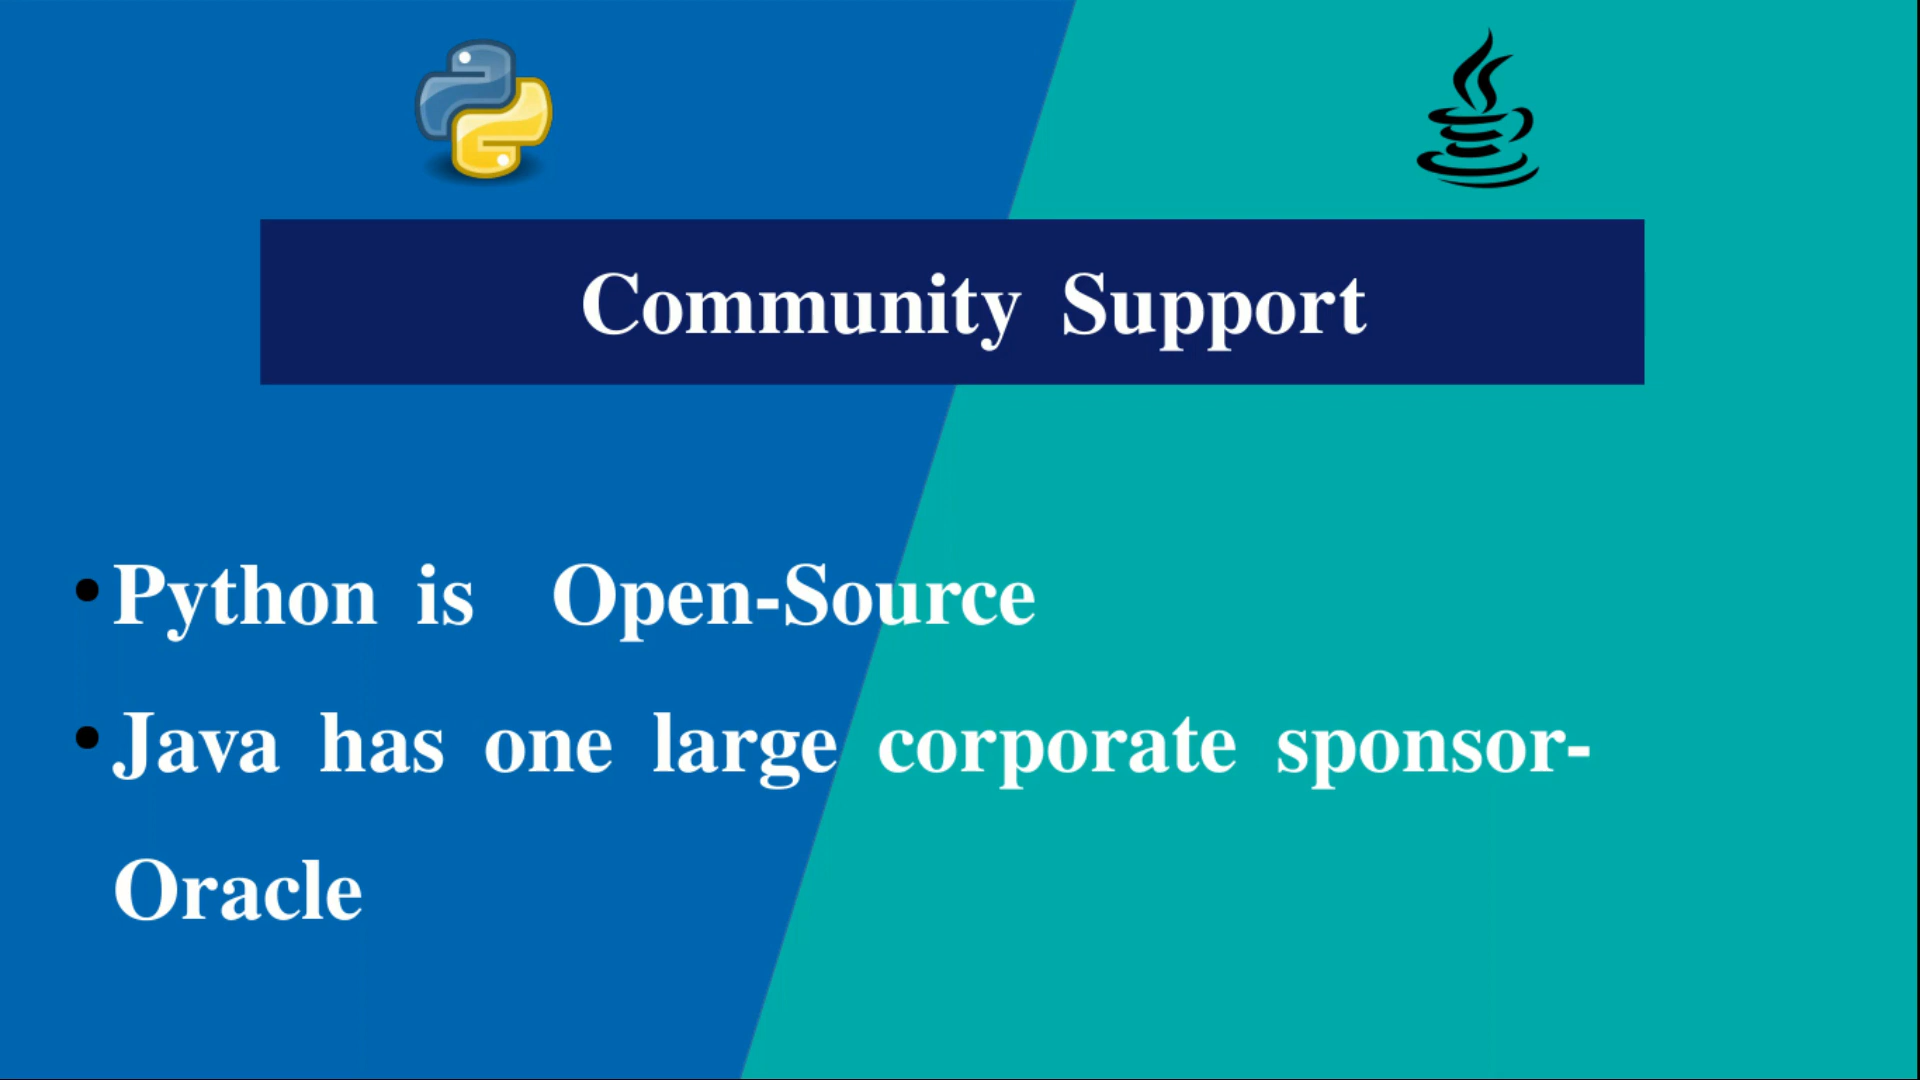 Community Support
• Python is Open-Source
• Java has one large corporate sponsor-
Oracle